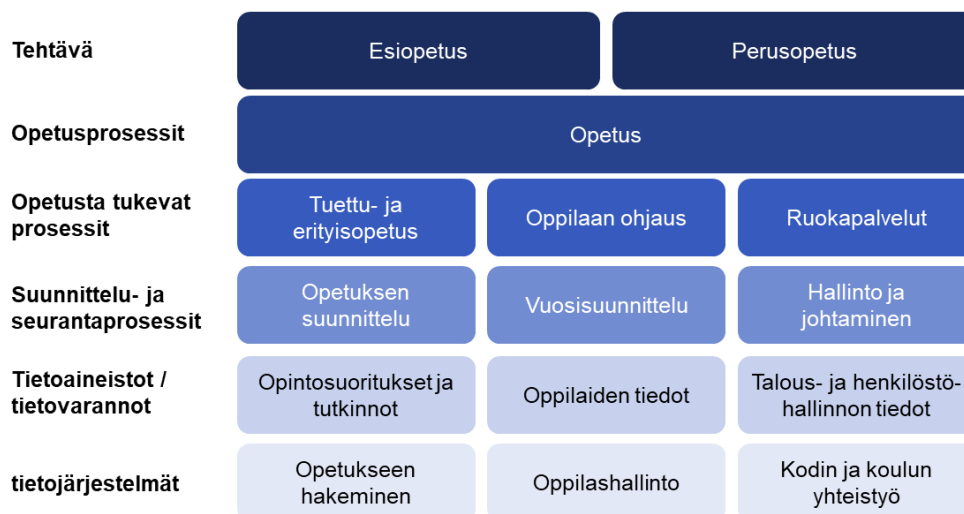 Tehtävä
Esiopetus
Perusopetus
Opetusprosessit
Opetus
Opetusta tukevat
prosessit
Tuettu- ja
erityisopetus
Oppilaan ohjaus
Ruokapalvelut
Suunnittelu- ja
seurantaprosessit
Opetuksen
suunnittelu
Vuosisuunnittelu
Hallinto ja
johtaminen
Tietoaineistot /
tietovarannot
Opintosuoritukset ja
tutkinnot
Oppilaiden tiedot
Talous- ja henkilöstö-
hallinnon tiedot
tietojärjestelmät
Opetukseen
hakeminen
Oppilashallinto
Kodin ja koulun
yhteistyö